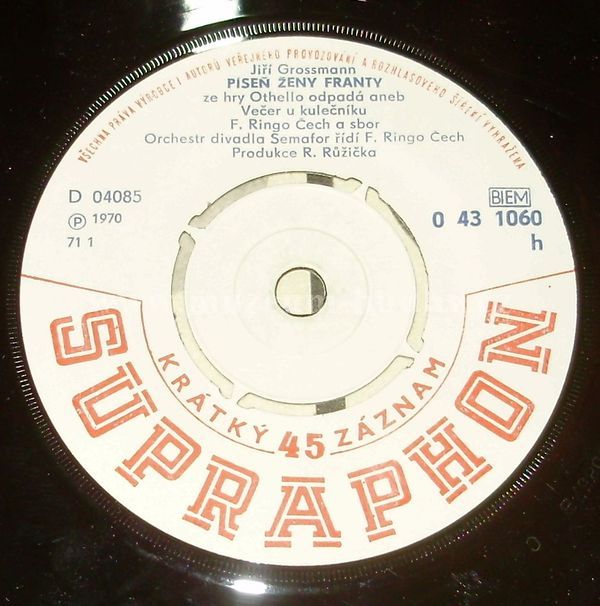 VŠECHNA PRÁVA VÝROBCE I AUTORŮ VEŘEJNÉHO PROVOZOVÁNÍ A ROZHLASOVÉHO ŠÍŘENÍ VYHRAŽENA
Jiří Grossmann
PÍSEŇ ŽENY FRANTY
ze hry Othello odpadá aneb
Večer u kulečníku
F. Ringo Čech a sbor
Orchestr divadla Semafor řídí F. Ringo Čech
Produkce R. Růžička
D 04085
Ⓟ 1970
71 1
BIEM
0 43 1060
h
KRÁTKÝ 45 ZÁZNAM
SUPRAPHON